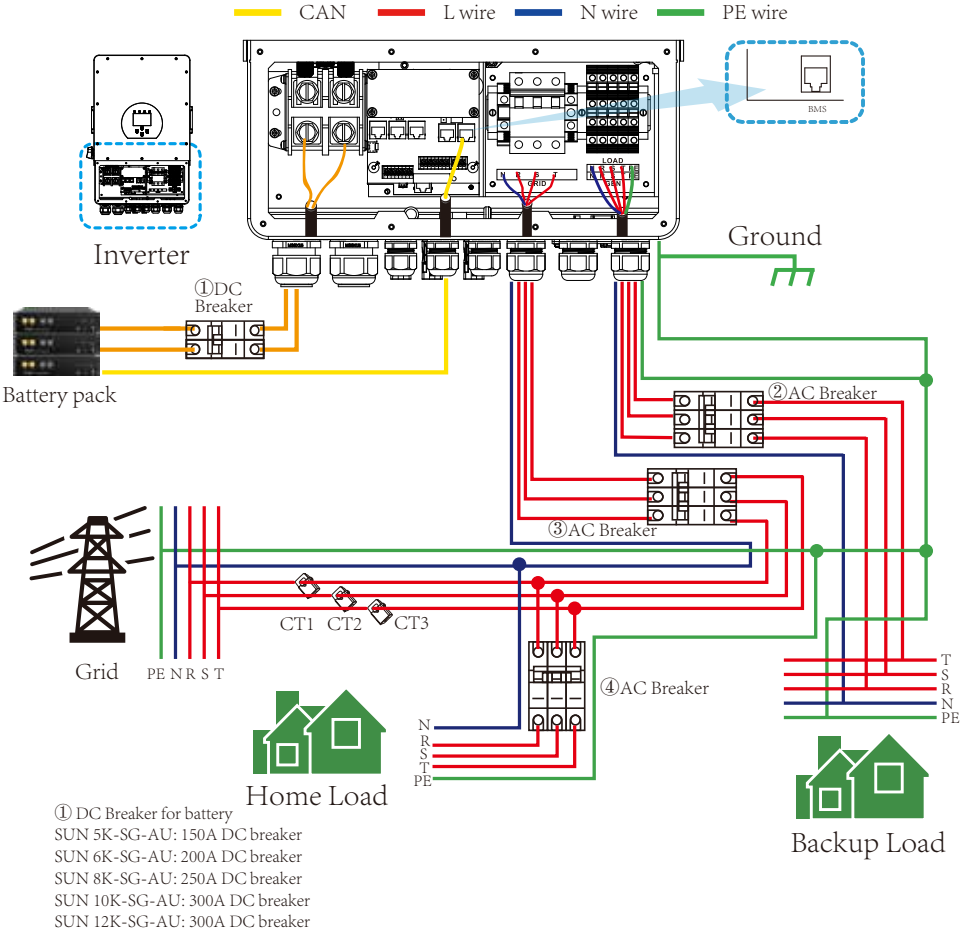 CAN L wire N wire PE wire
BMS
LOAD
N R S T
GRID
GEN
Inverter
Ground
①DC
Breaker
Battery pack
②AC Breaker
③AC Breaker
CT1 CT2 CT3
Grid
PE N R S T
④AC Breaker
N
R
S
T
PE
Home Load
T
S
R
N
PE
Backup Load
① DC Breaker for battery
SUN 5K-SG-AU: 150A DC breaker
SUN 6K-SG-AU: 200A DC breaker
SUN 8K-SG-AU: 250A DC breaker
SUN 10K-SG-AU: 300A DC breaker
SUN 12K-SG-AU: 300A DC breaker